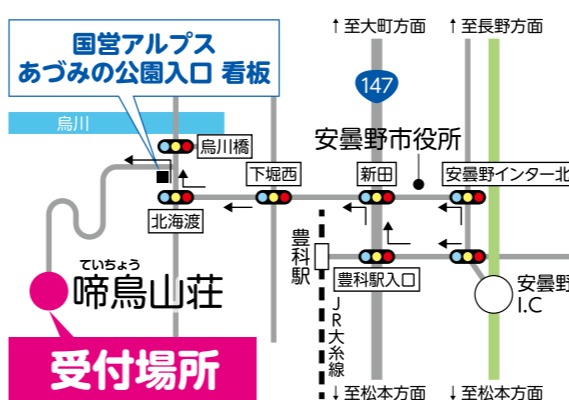 国営アルプス
あづみの公園入口 看板
↑至大町方面
↑至長野方面
147
烏川
烏川橋
安曇野市役所
下堀西
新田
安曇野インター北
北海渡
豊科駅
豊科駅入口
安曇野
I.C
JR大糸線
ていちょう
啼鳥山荘
受付場所
↓至松本方面
↓至松本方面